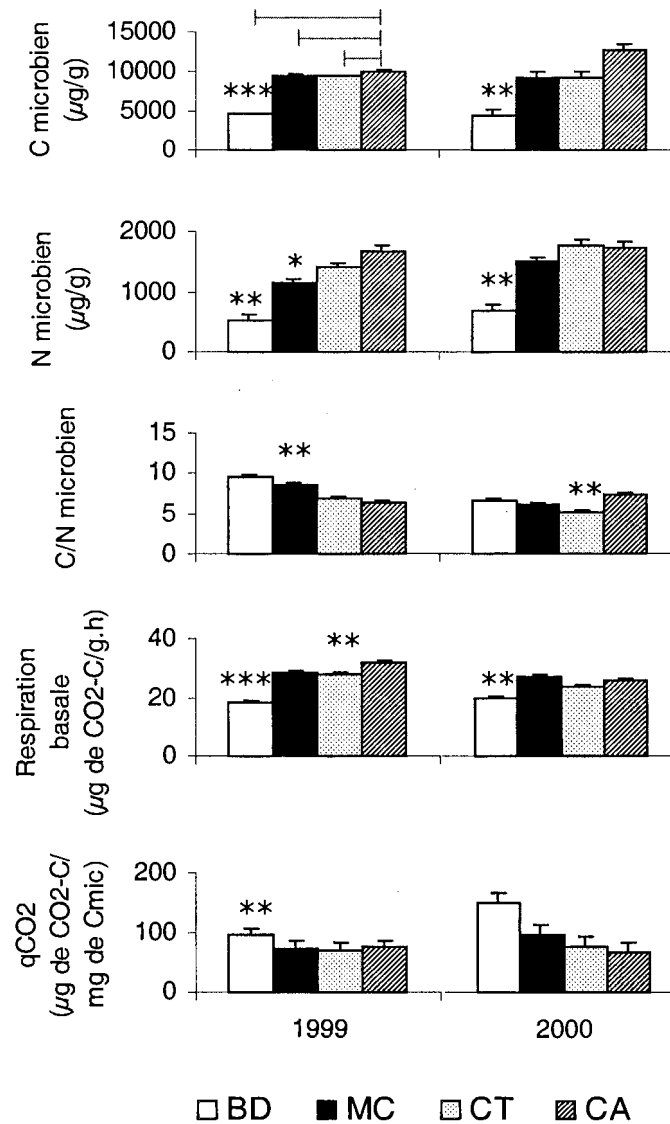 C microbien
(µg/g)
15000
10000
5000
0
***
**
N microbien
(µg/g)
2000
1000
0
**
*
**
C/N microbien
15
10
5
0
**
**
Respiration
basale
(µg de CO2-C/g.h)
40
20
0
***
**
**
qCO2
(µg de CO2-C/
mg de Cmic)
200
100
0
**
1999
2000
BD MC CT CA